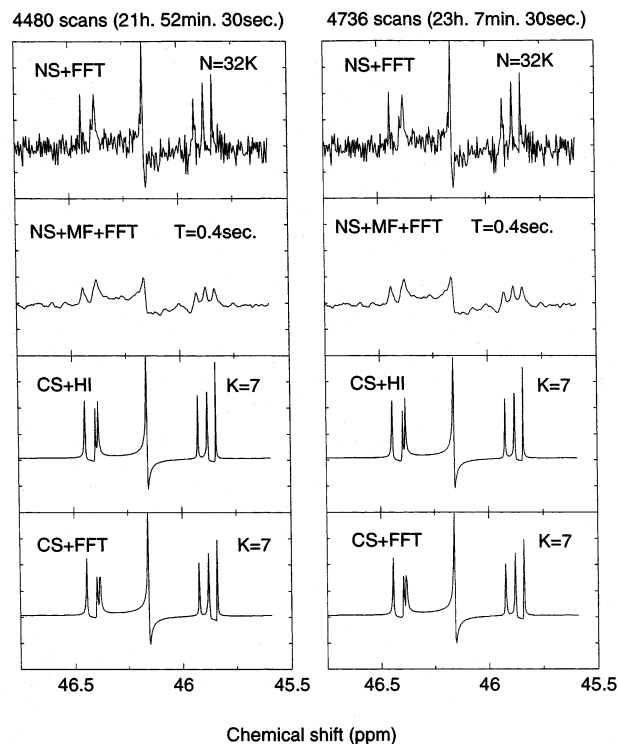 4480 scans (21h. 52min. 30sec.)
4736 scans (23h. 7min. 30sec.)
NS+FFT N=32K
NS+FFT N=32K
NS+MF+FFT T=0.4sec.
NS+MF+FFT T=0.4sec.
CS+HI K=7
CS+HI K=7
CS+FFT K=7
CS+FFT K=7
46.5 46 45.5
46.5 46 45.5
Chemical shift (ppm)